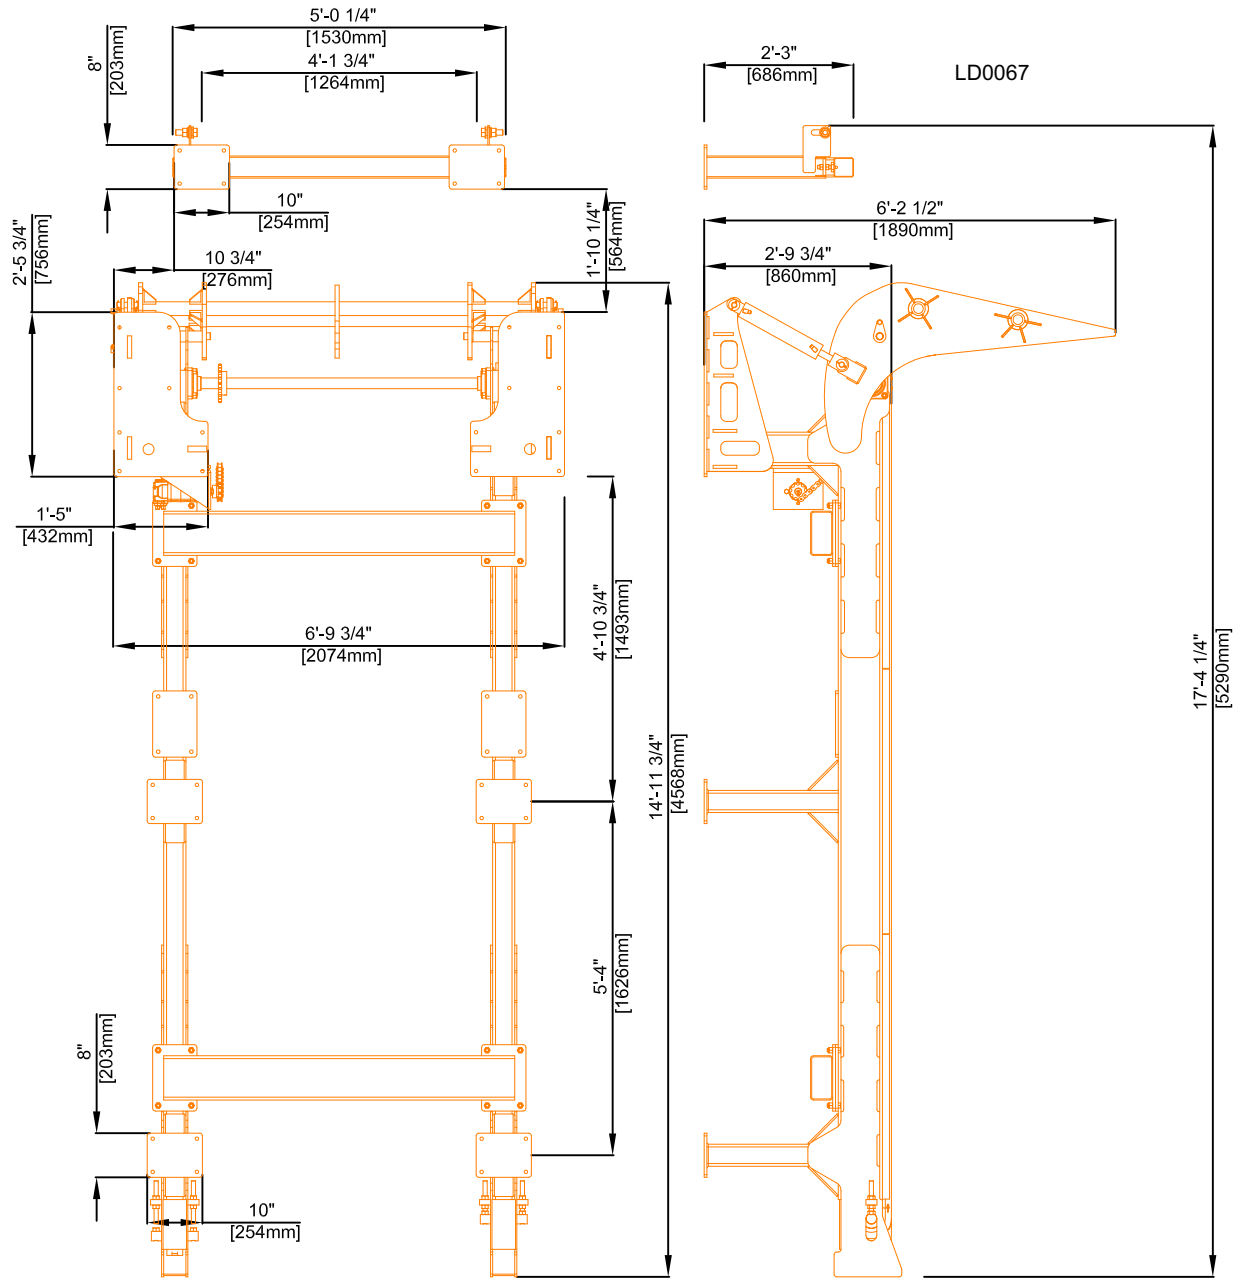 5'-0 1/4"
[1530mm]
4'-1 3/4"
[1264mm]
8"
[203mm]
2'-3"
[686mm]
LD0067
10"
[254mm]
1'-10 1/4"
[564mm]
2'-5 3/4"
[756mm]
10 3/4"
[276mm]
6'-2 1/2"
[1890mm]
2'-9 3/4"
[860mm]
1'-5"
[432mm]
6'-9 3/4"
[2074mm]
4'-10 3/4"
[1493mm]
14'-11 3/4"
[4568mm]
17'-4 1/4"
[5290mm]
5'-4"
[1626mm]
8"
[203mm]
10"
[254mm]